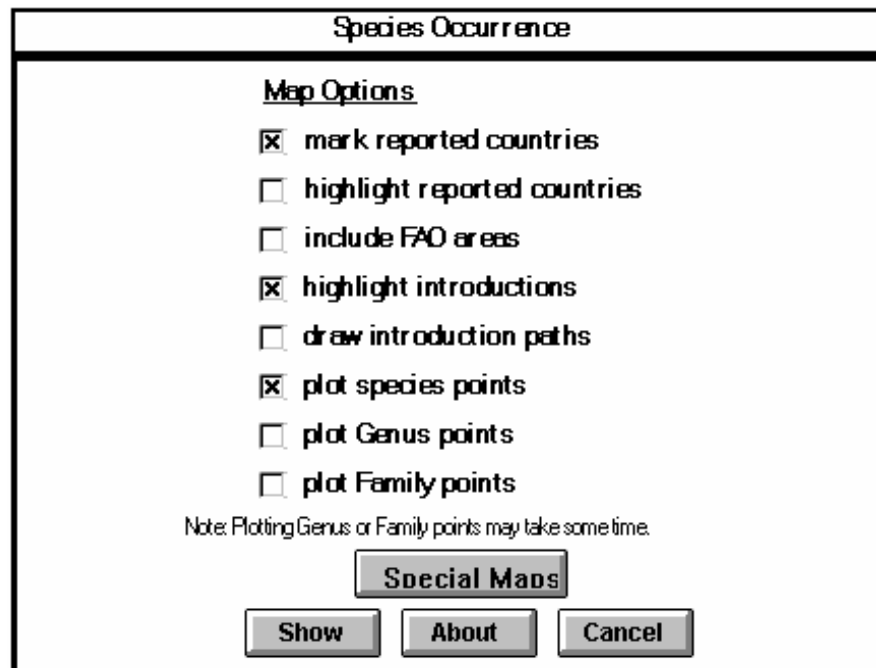 Species Occurrence
Map Options
mark reported countries
highlight reported countries
include FAO areas
highlight introductions
draw introduction paths
plot species points
plot Genus points
plot Family points
Note: Plotting Genus or Family points may take some time.
Special Maps
Show About Cancel